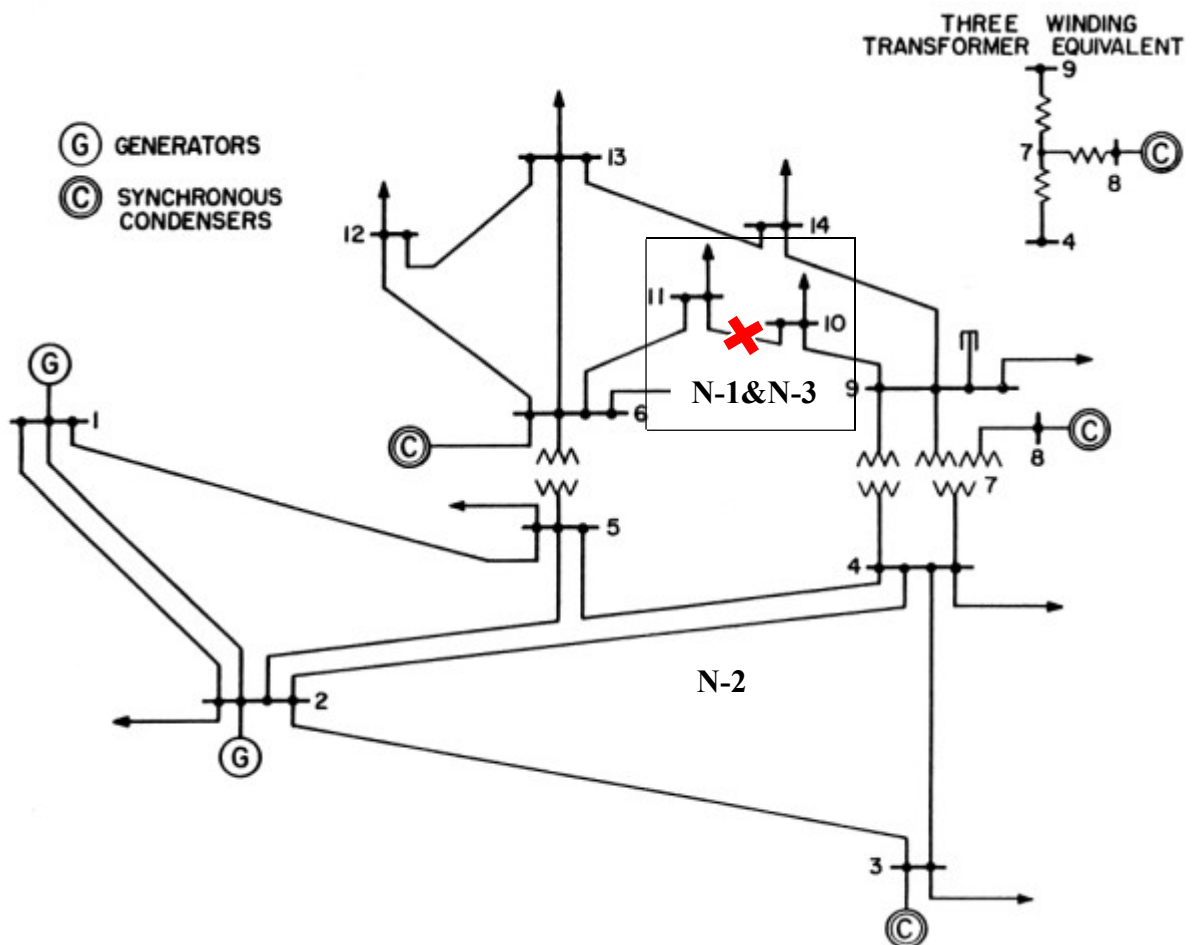 THREE WINDING
TRANSFORMER EQUIVALENT
9
7
C
8
4
G GENERATORS
C SYNCHRONOUS
CONDENSERS
13
12
14
11
10
N-1&N-3
9
G
1
6
C
8
C
7
5
4
N-2
2
G
3
C